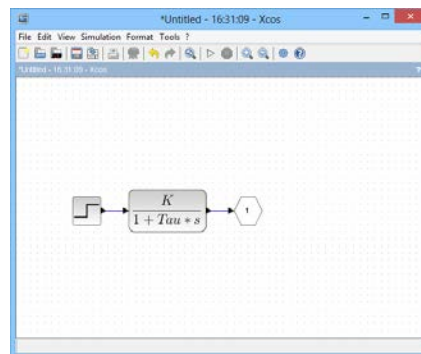 *Untitled - 16:31:09 - Xcos
File Edit View Simulation Format Tools ?
*Untitled - 16:31:09 - Xcos
K
1 + Tau * s
1